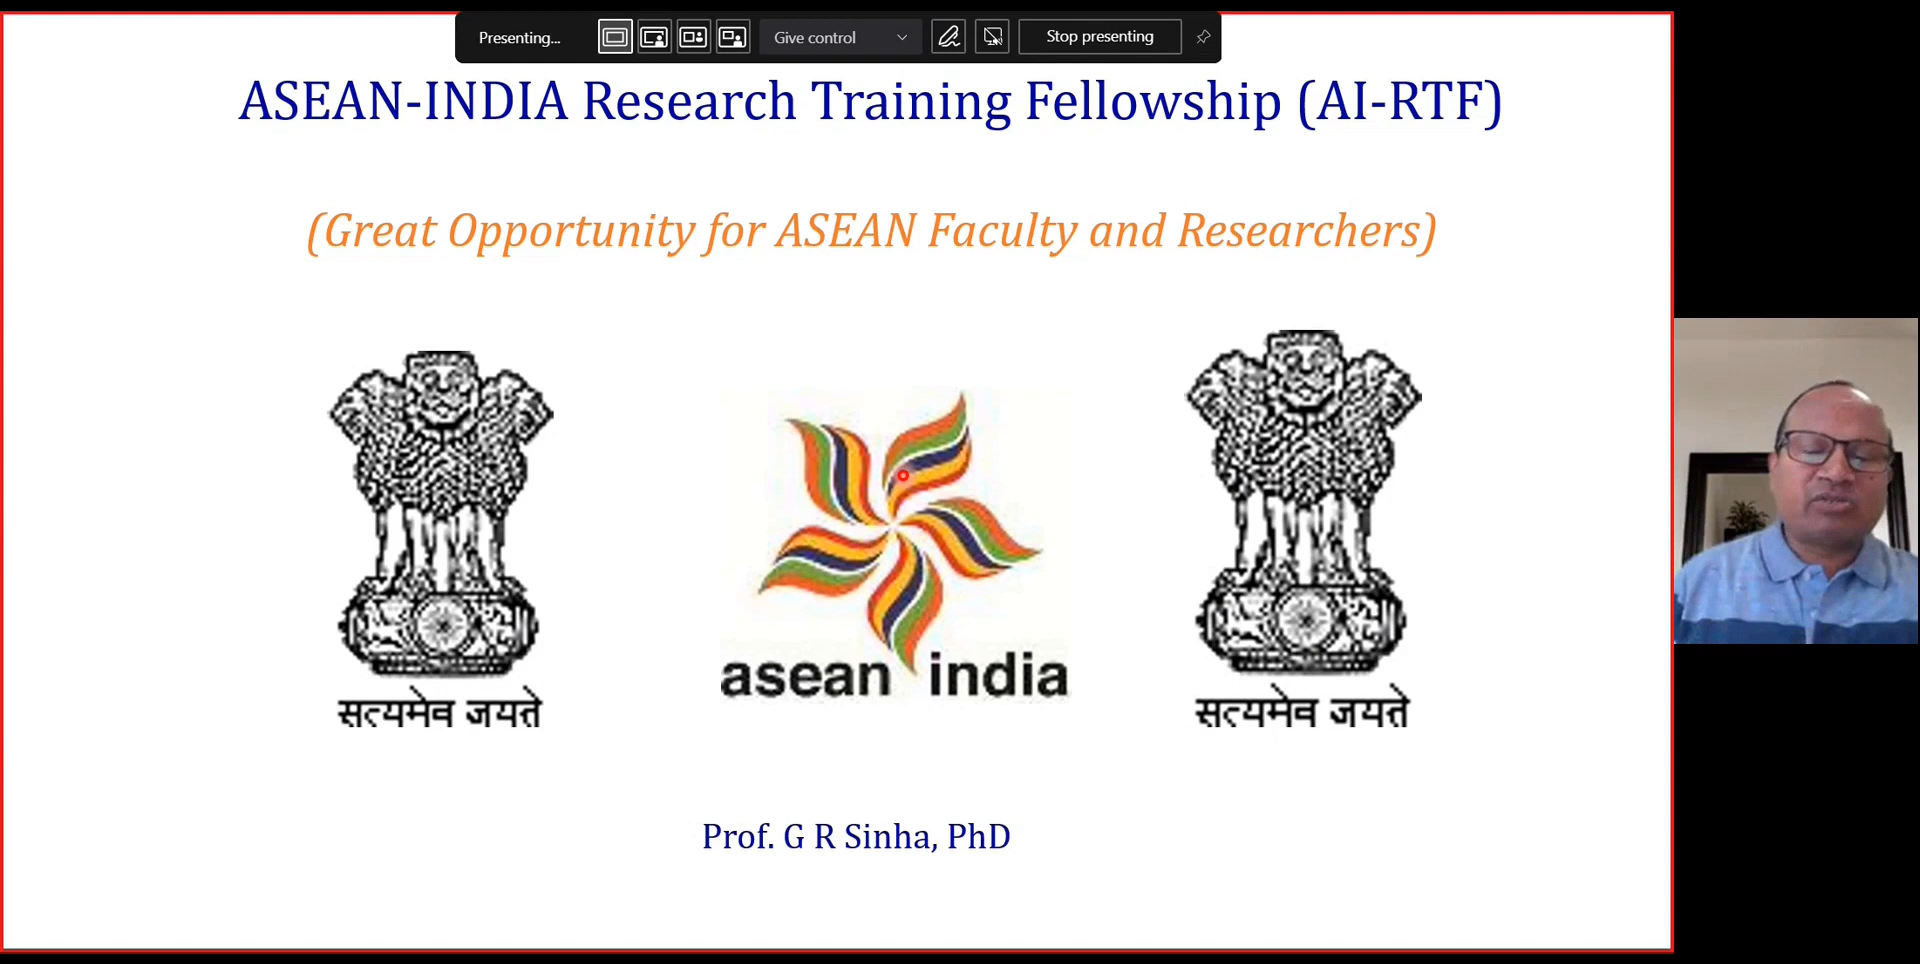 Presenting...
Give control
Stop presenting
ASEAN-INDIA Research Training Fellowship (AI-RTF)
(Great Opportunity for ASEAN Faculty and Researchers)
asean india
सत्यमेव जयते
सत्यमेव जयते
Prof. G R Sinha, PhD